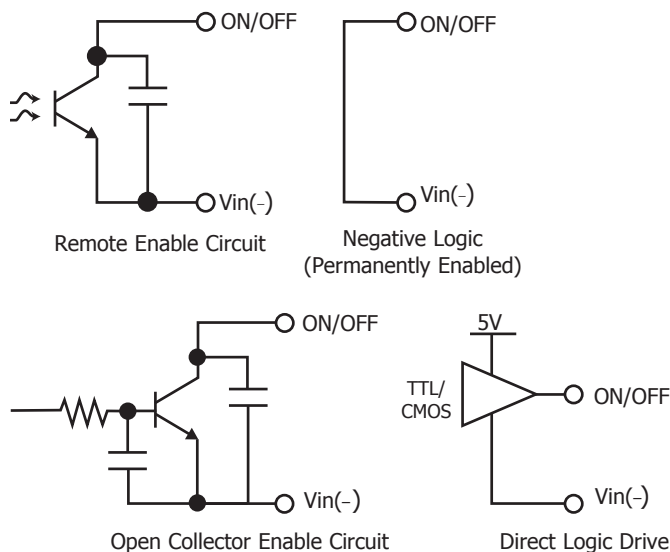 ON/OFF
Vin(-)
Remote Enable Circuit
ON/OFF
Vin(-)
Negative Logic
(Permanently Enabled)
ON/OFF
Vin(-)
Open Collector Enable Circuit
5V
TTL/
CMOS
ON/OFF
Vin(-)
Direct Logic Drive